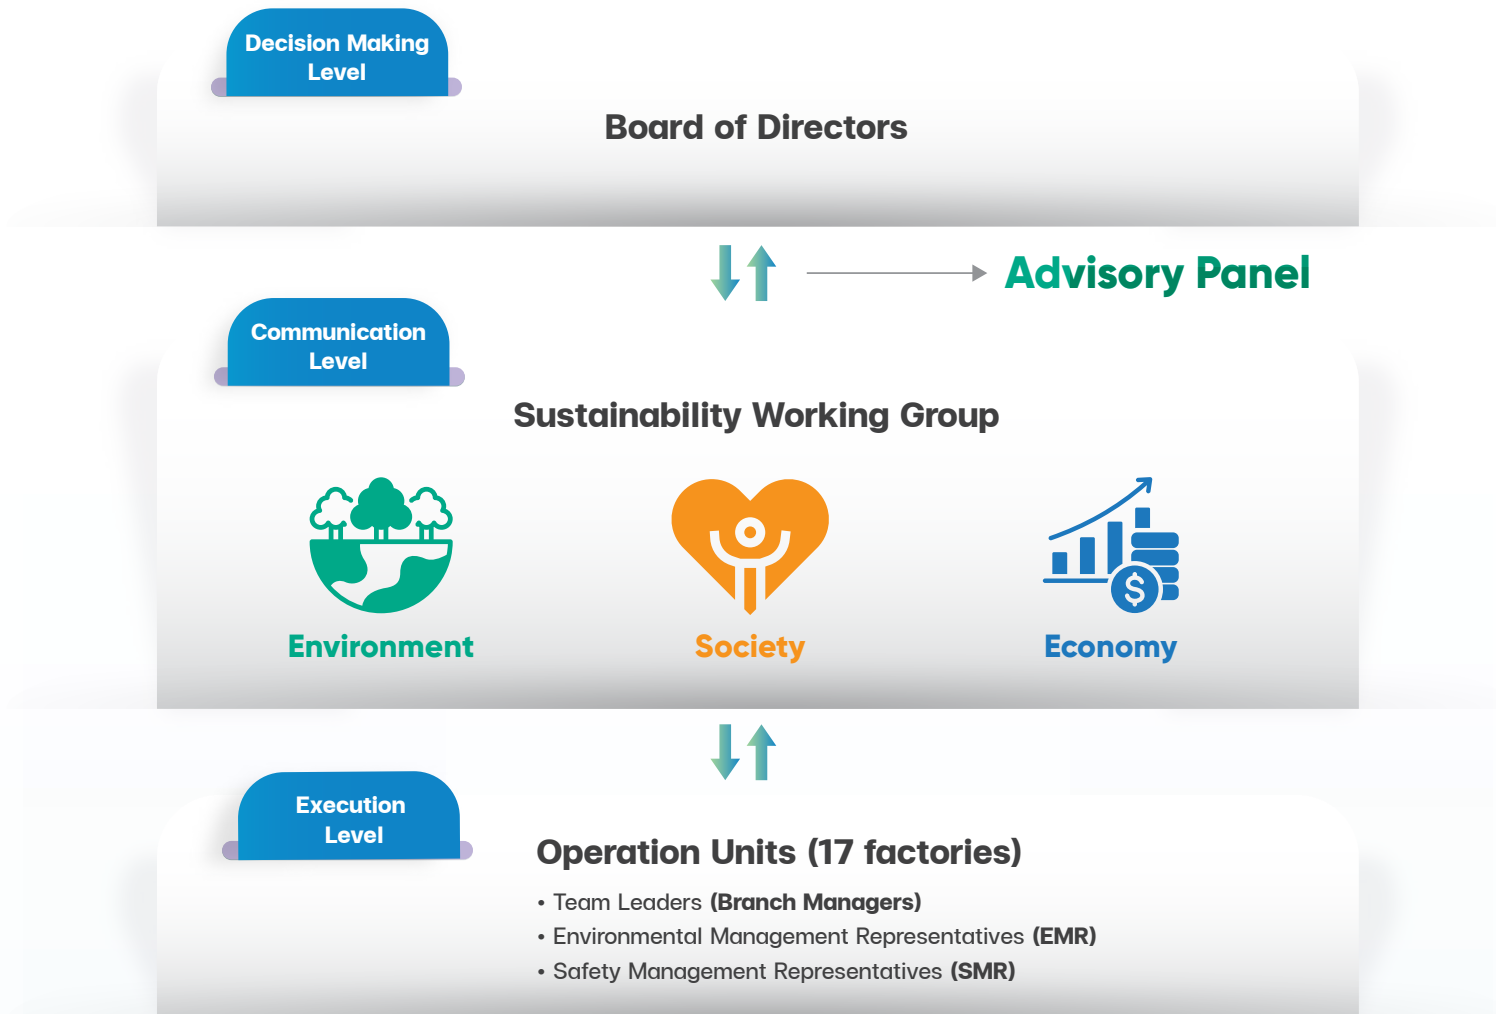 Decision Making
Level
Board of Directors
Advisory Panel
Communication
Level
Sustainability Working Group
$
Environment
Society
Economy
Execution
Level
Operation Units (17 factories)
• Team Leaders (Branch Managers)
• Environmental Management Representatives (EMR)
• Safety Management Representatives (SMR)